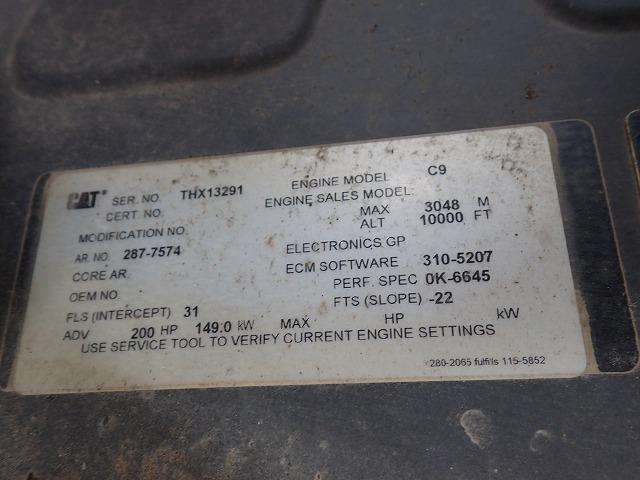 CAT SER. NO. THX13291 ENGINE MODEL C9
CERT NO. ENGINE SALES MODEL:
MODIFICATION NO. MAX ALT 3048 M 10000 FT
AR. NO. 287-7574 ELECTRONICS GP
CORE AR. ECM SOFTWARE 310-5207
OEM NO. PERF. SPEC 0K-6645
FLS (INTERCEPT) 31 FTS (SLOPE) -22
ADV 200 HP 149.0 kW MAX HP kW
USE SERVICE TOOL TO VERIFY CURRENT ENGINE SETTINGS
280-2065 fulfills 115-5852